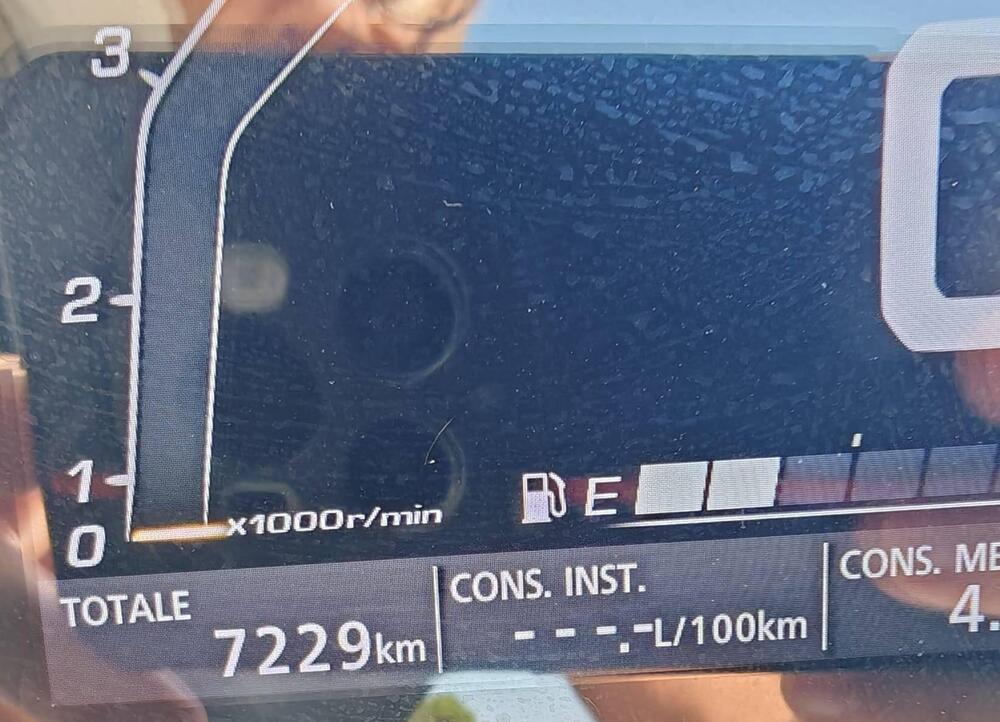 3
2
1
0
x1000r/min
E
TOTALE
7229km
CONS. INST.
---.-L/100km
CONS. ME
4.